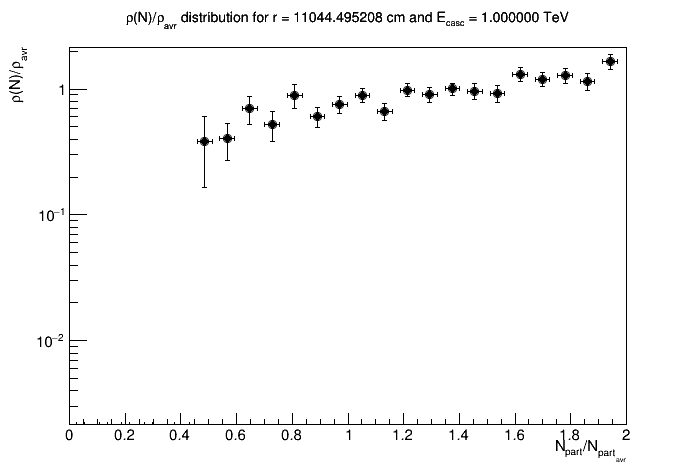 ρ(N)/ρavr distribution for r = 11044.495208 cm and Ecasc = 1.000000 TeV
ρ(N)/ρavr
1
10−1
10−2
0 0.2 0.4 0.6 0.8 1 1.2 1.4 1.6 1.8 2
Npart/Npartavr